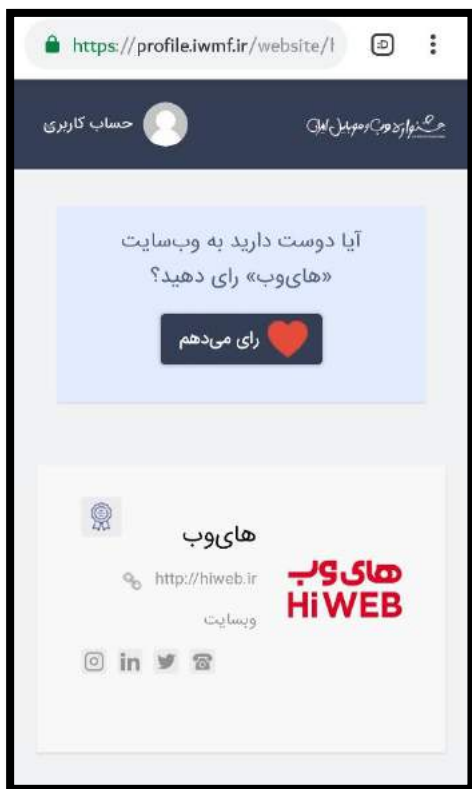 https://profile.iwmf.ir/website/l
حساب کاربری
جشنواره وب و موبایل ایران
آیا دوست دارید به وب‌سایت
«های‌وب» رای دهید؟
رای می‌دهم
های‌وب
http://hiweb.ir
وبسایت
های وب
HiWEB
in